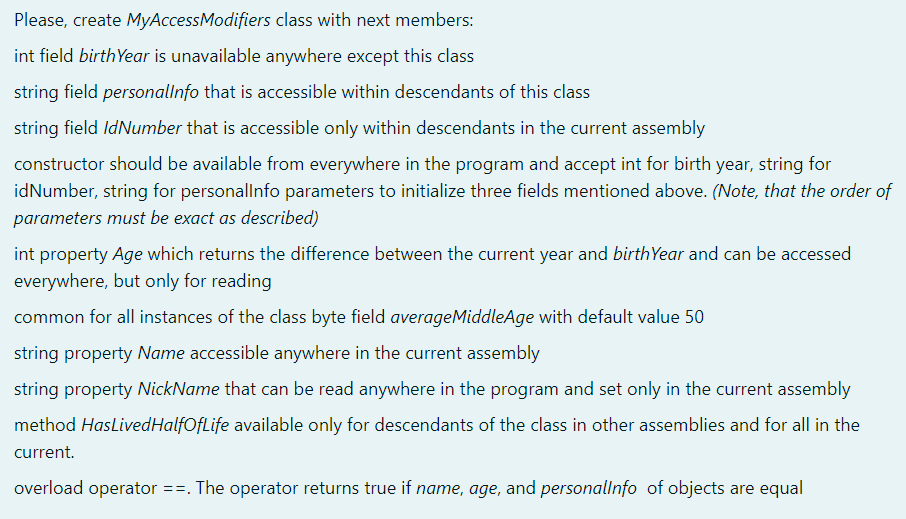 Please, create MyAccessModifiers class with next members:
int field birthYear is unavailable anywhere except this class
string field personalInfo that is accessible within descendants of this class
string field IdNumber that is accessible only within descendants in the current assembly
constructor should be available from everywhere in the program and accept int for birth year, string for
idNumber, string for personalInfo parameters to initialize three fields mentioned above. (Note, that the order of
parameters must be exact as described)
int property Age which returns the difference between the current year and birthYear and can be accessed
everywhere, but only for reading
common for all instances of the class byte field averageMiddleAge with default value 50
string property Name accessible anywhere in the current assembly
string property NickName that can be read anywhere in the program and set only in the current assembly
method HasLivedHalfOfLife available only for descendants of the class in other assemblies and for all in the
current.
overload operator ==. The operator returns true if name, age, and personalInfo of objects are equal